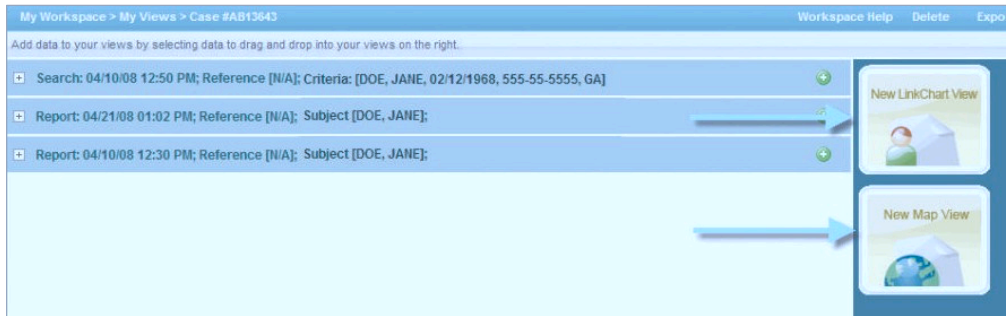 My Workspace > My Views > Case #AB13643
Workspace Help Delete Expo
Add data to your views by selecting data to drag and drop into your views on the right.
Search: 04/10/08 12:50 PM; Reference [N/A]; Criteria: [DOE, JANE, 02/12/1968, 555-55-5555, GA]
Report: 04/21/08 01:02 PM; Reference [N/A]; Subject [DOE, JANE];
Report: 04/10/08 12:30 PM; Reference [N/A]; Subject [DOE, JANE];
New LinkChart View
New Map View